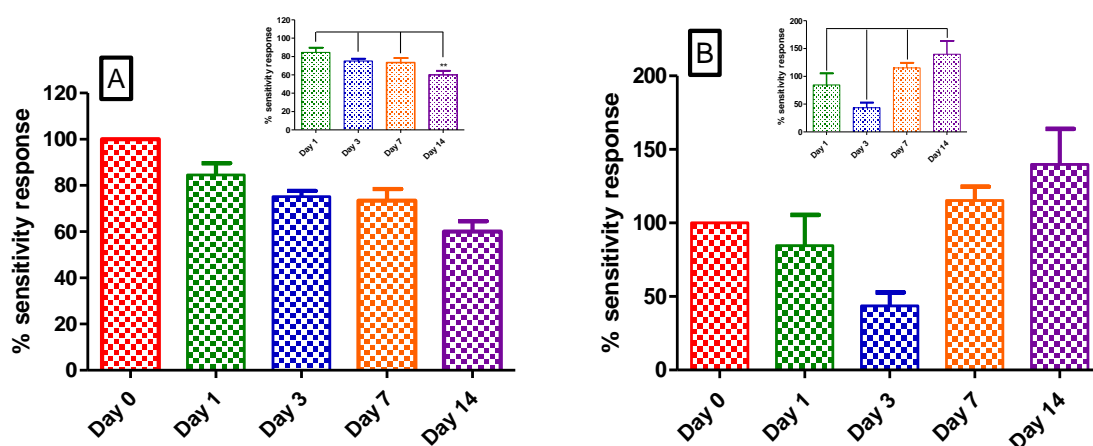 A
% sensitivity response
120
100
80
60
40
20
0
Day 0
Day 1
Day 3
Day 7
Day 14
% sensitivity response
120
100
80
60
40
20
0
**
Day 1
Day 3
Day 7
Day 14
B
% sensitivity response
200
150
100
50
0
Day 0
Day 1
Day 3
Day 7
Day 14
% sensitivity response
200
150
100
50
0
Day 1
Day 3
Day 7
Day 14